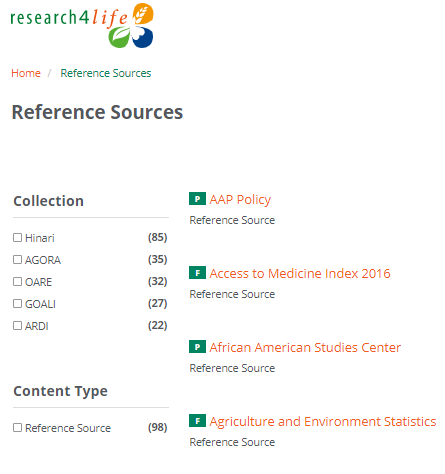 research4life
Home / Reference Sources
Reference Sources
Collection
Hinari (85)
AGORA (35)
OARE (32)
GOALI (27)
ARDI (22)
Content Type
Reference Source (98)
P AAP Policy
Reference Source
F Access to Medicine Index 2016
Reference Source
P African American Studies Center
Reference Source
F Agriculture and Environment Statistics
Reference Source